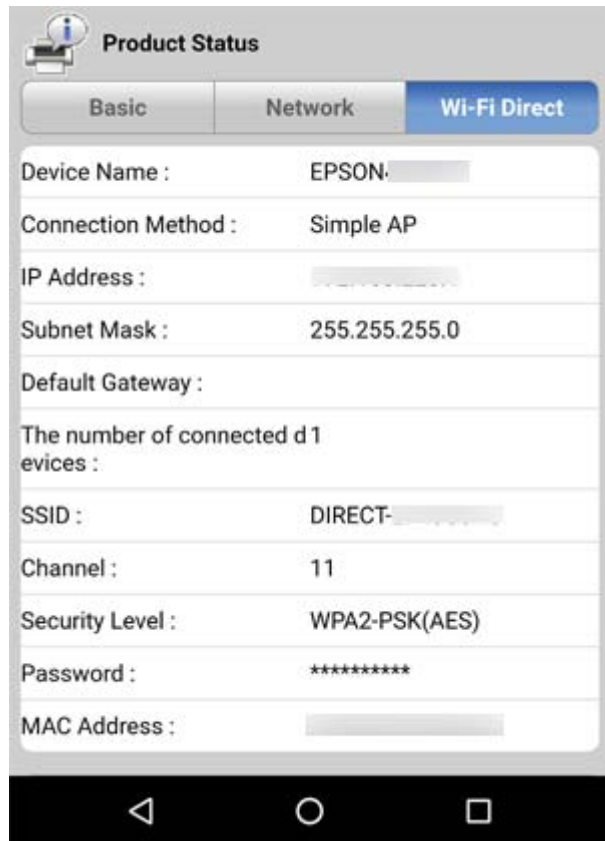 Product Status
Basic Network Wi-Fi Direct
Device Name : EPSON
Connection Method : Simple AP
IP Address :
Subnet Mask : 255.255.255.0
Default Gateway :
The number of connected d 1
evices :
SSID : DIRECT-
Channel : 11
Security Level : WPA2-PSK(AES)
Password : **********
MAC Address :